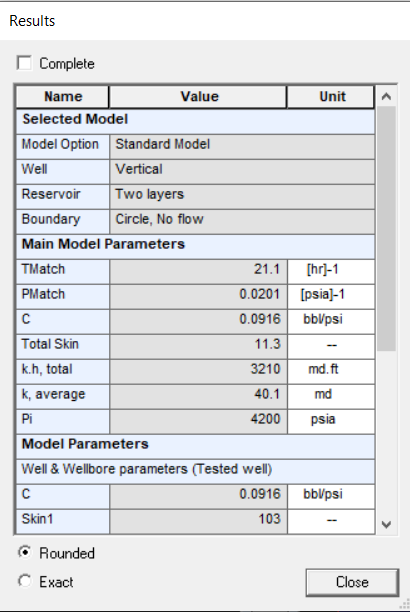 Results
Complete
Name Value Unit
Selected Model
Model Option Standard Model
Well Vertical
Reservoir Two layers
Boundary Circle, No flow
Main Model Parameters
TMatch 21.1 [hr]-1
PMatch 0.0201 [psia]-1
C 0.0916 bbl/psi
Total Skin 11.3 --
k.h, total 3210 md.ft
k, average 40.1 md
Pi 4200 psia
Model Parameters
Well & Wellbore parameters (Tested well)
C 0.0916 bbl/psi
Skin1 103 --
Rounded
Exact
Close